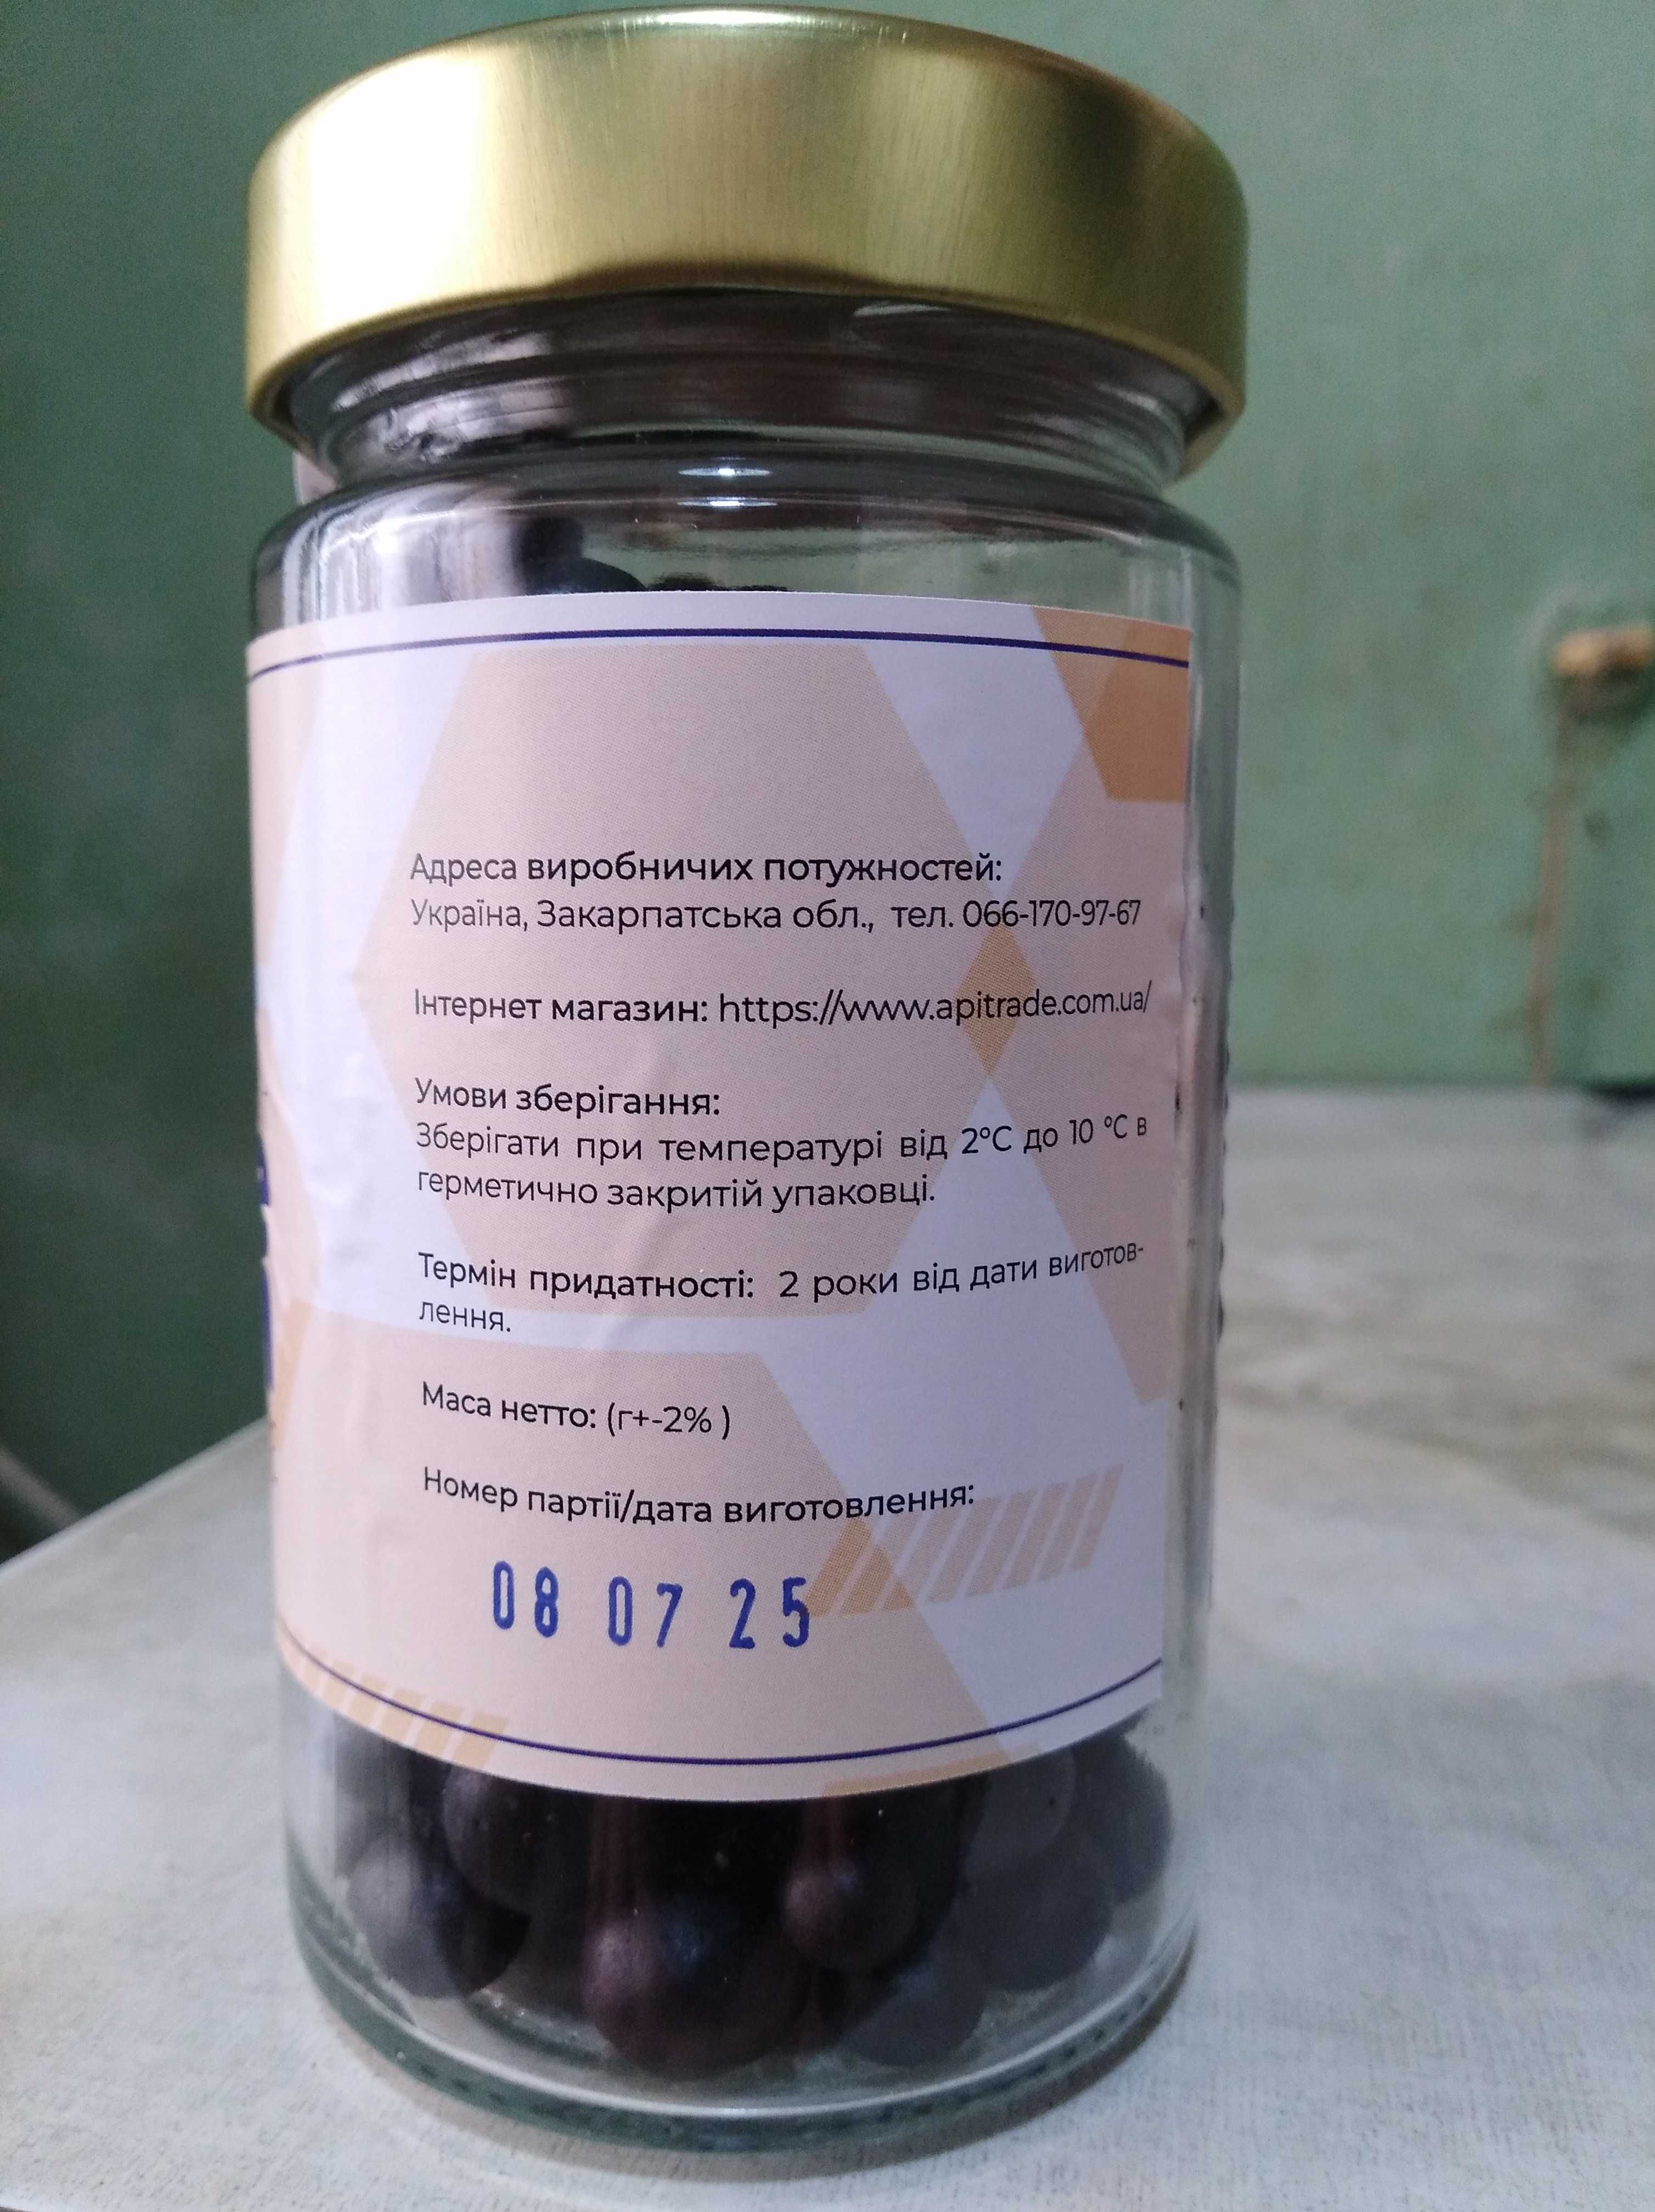 Адреса виробничих потужностей:
Україна, Закарпатська обл., тел. 066-170-97-67
Інтернет магазин: https://www.apitrade.com.ua/
Умови зберігання:
Зберігати при температурі від 2°C до 10 °C в
герметично закритій упаковці.
Термін придатності: 2 роки від дати виготов-
лення.
Маса нетто: (г+-2% )
Номер партії/дата виготовлення:
08 07 25